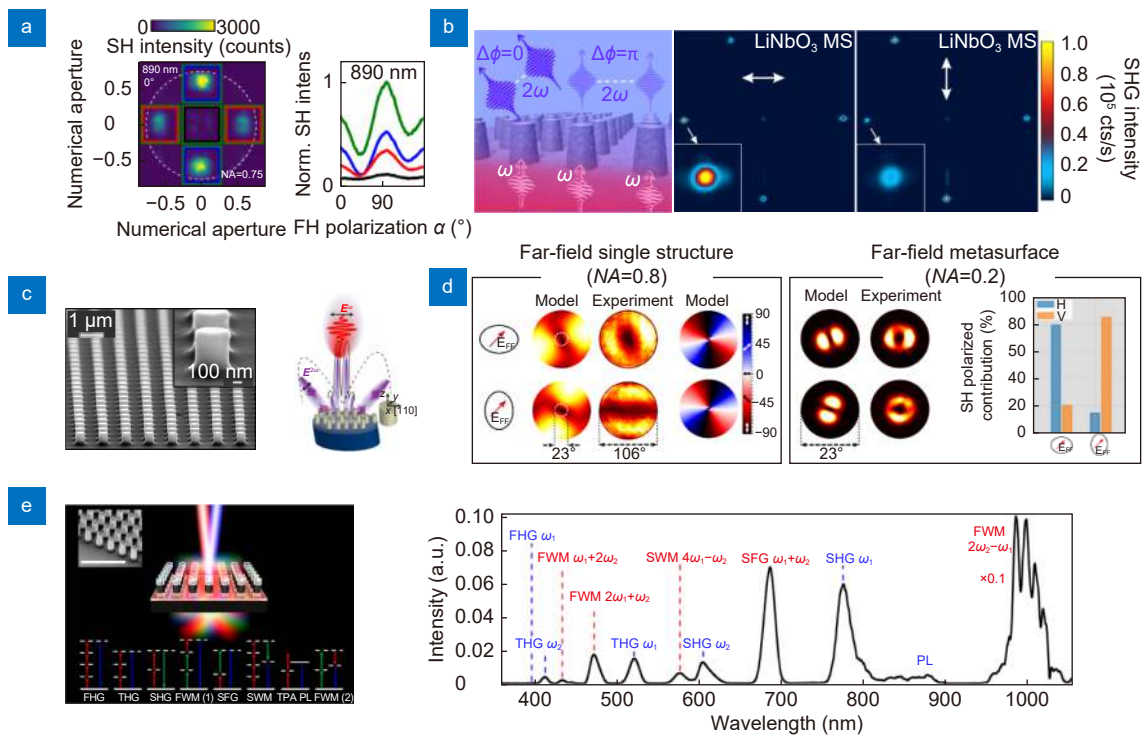 a
0 3000
SH intensity (counts)
890 nm
0°
NA=0.75
Numerical aperture
0.5
0
−0.5
−0.5 0 0.5
Numerical aperture
890 nm
Norm. SH intens
1
0
0 90
FH polarization α (°)
b
Δϕ=0
Δϕ=π
2ω
2ω
ω
ω
ω
LiNbO₃ MS
LiNbO₃ MS
1.0
0.8
0.6
0.4
0.2
0
SHG intensity
(10⁵ cts/s)
c
1 μm
100 nm
E^ω
E^2ω
z
y
x [110]
d
Far-field single structure
(NA=0.8)
Model Experiment Model
E_FF
E_FF
23° 106°
90
45
0
−45
−90
Far-field metasurface
(NA=0.2)
Model Experiment
23°
100
80
60
40
20
0
H
V
SH polarized
contribution (%)
E_FF E_FF
e
FHG THG SHG FWM (1) SFG SWM TPA PL FWM (2)
Intensity (a.u.)
0.10
0.08
0.06
0.04
0.02
0
FHG ω₁
FWM ω₁+2ω₂
SWM 4ω₁−ω₂
SFG ω₁+ω₂
SHG ω₁
FWM
2ω₂−ω₁
×0.1
FWM 2ω₁+ω₂
THG ω₂
THG ω₁
SHG ω₂
PL
400 500 600 700 800 900 1000
Wavelength (nm)